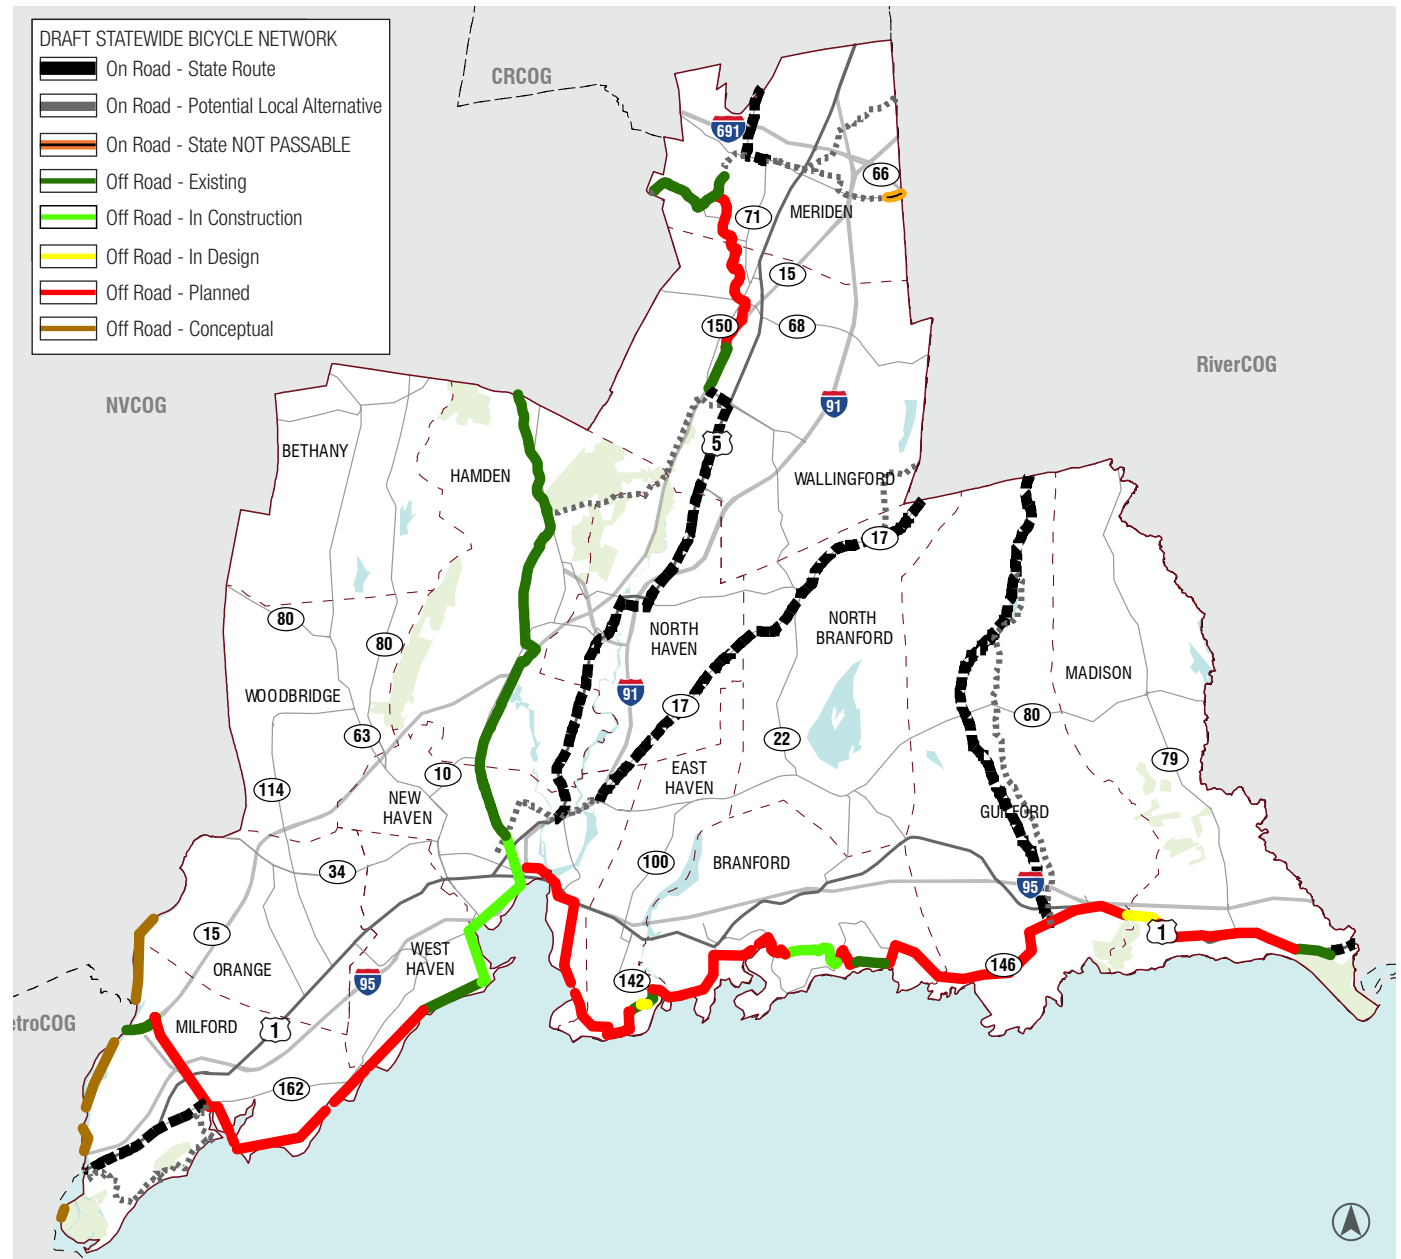 DRAFT STATEWIDE BICYCLE NETWORK
On Road - State Route
On Road - Potential Local Alternative
On Road - State NOT PASSABLE
Off Road - Existing
Off Road - In Construction
Off Road - In Design
Off Road - Planned
Off Road - Conceptual
CRCOG
691
66
71
MERIDEN
15
150
68
RiverCOG
NVCOG
91
5
BETHANY
HAMDEN
WALLINGFORD
17
80
80
NORTH
HAVEN
NORTH
BRANFORD
MADISON
WOODBRIDGE
91
17
80
63
22
79
10
EAST
HAVEN
114
NEW
HAVEN
GUILFORD
34
100
BRANFORD
95
15
1
WEST
HAVEN
ORANGE
95
142
146
etroCOG
MILFORD
1
162